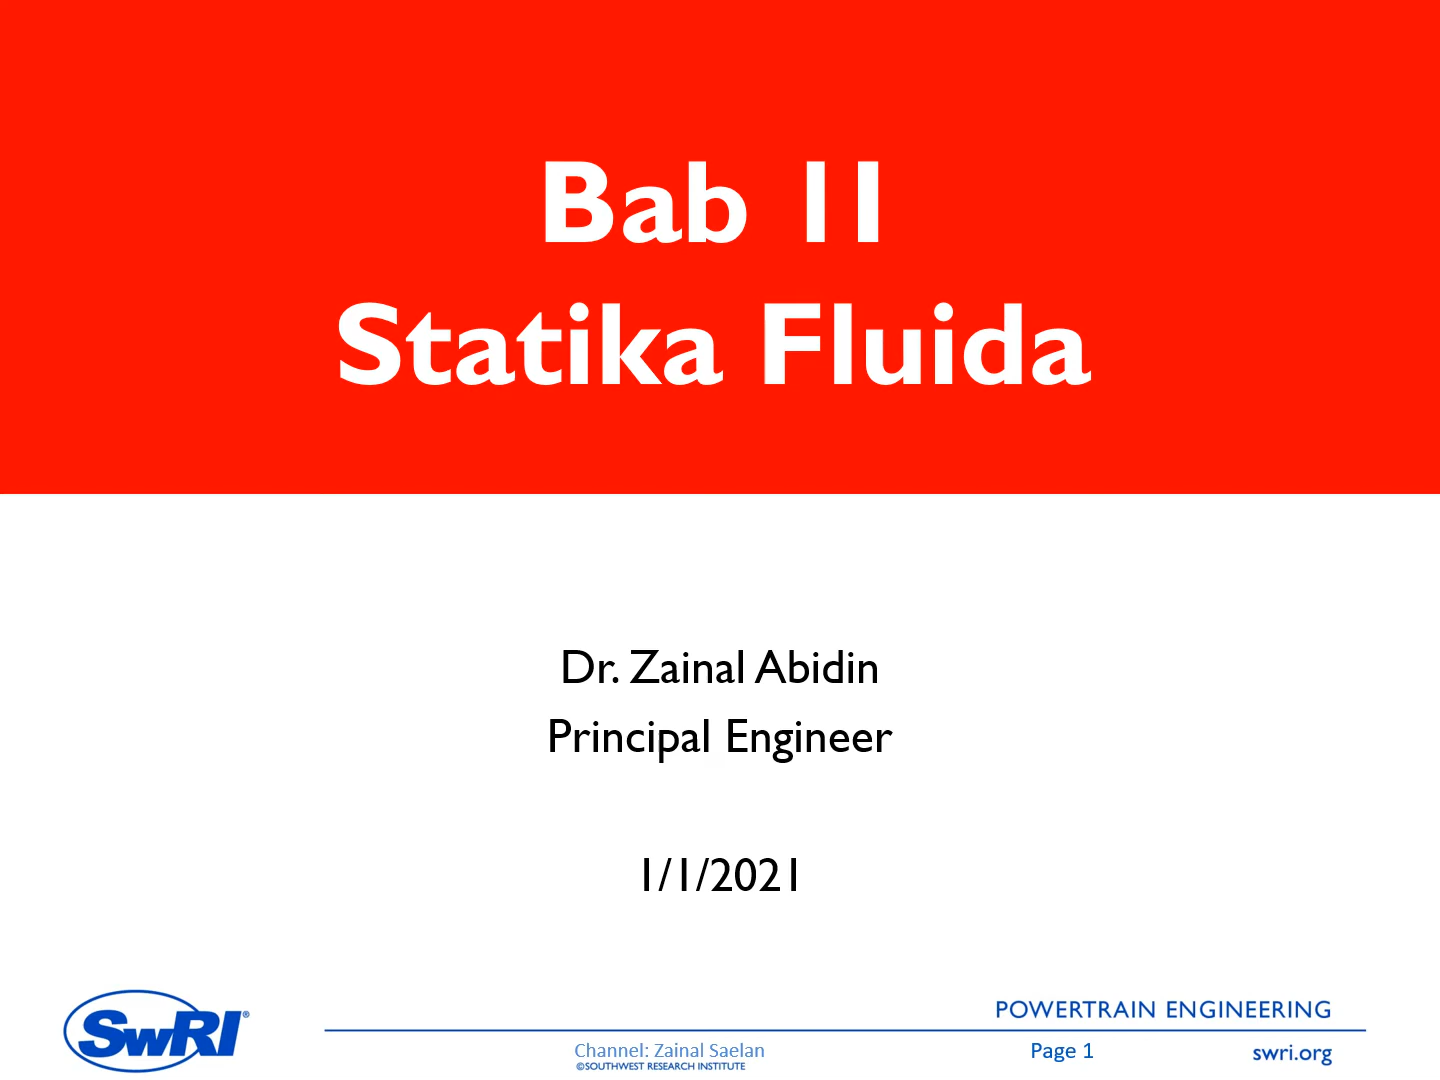 Bab II
Statika Fluida
Dr. Zainal Abidin
Principal Engineer
1/1/2021
SwRI®
POWERTRAIN ENGINEERING
Channel: Zainal Saelan
©SOUTHWEST RESEARCH INSTITUTE
Page 1
swri.org